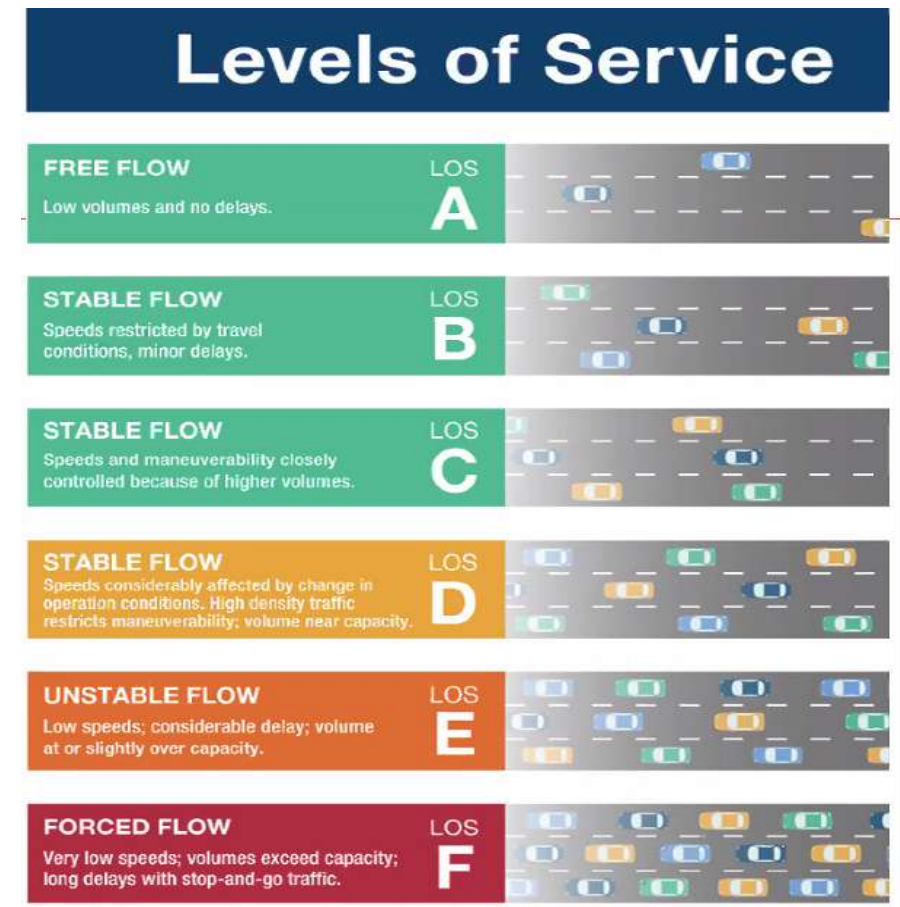 Levels of Service
FREE FLOW
Low volumes and no delays.
LOS
A
STABLE FLOW
Speeds restricted by travel
conditions, minor delays.
LOS
B
STABLE FLOW
Speeds and maneuverability closely
controlled because of higher volumes.
LOS
C
STABLE FLOW
Speeds considerably affected by change in
operation conditions. High density traffic
restricts maneuverability; volume near capacity.
LOS
D
UNSTABLE FLOW
Low speeds; considerable delay; volume
at or slightly over capacity.
LOS
E
FORCED FLOW
Very low speeds; volumes exceed capacity;
long delays with stop-and-go traffic.
LOS
F